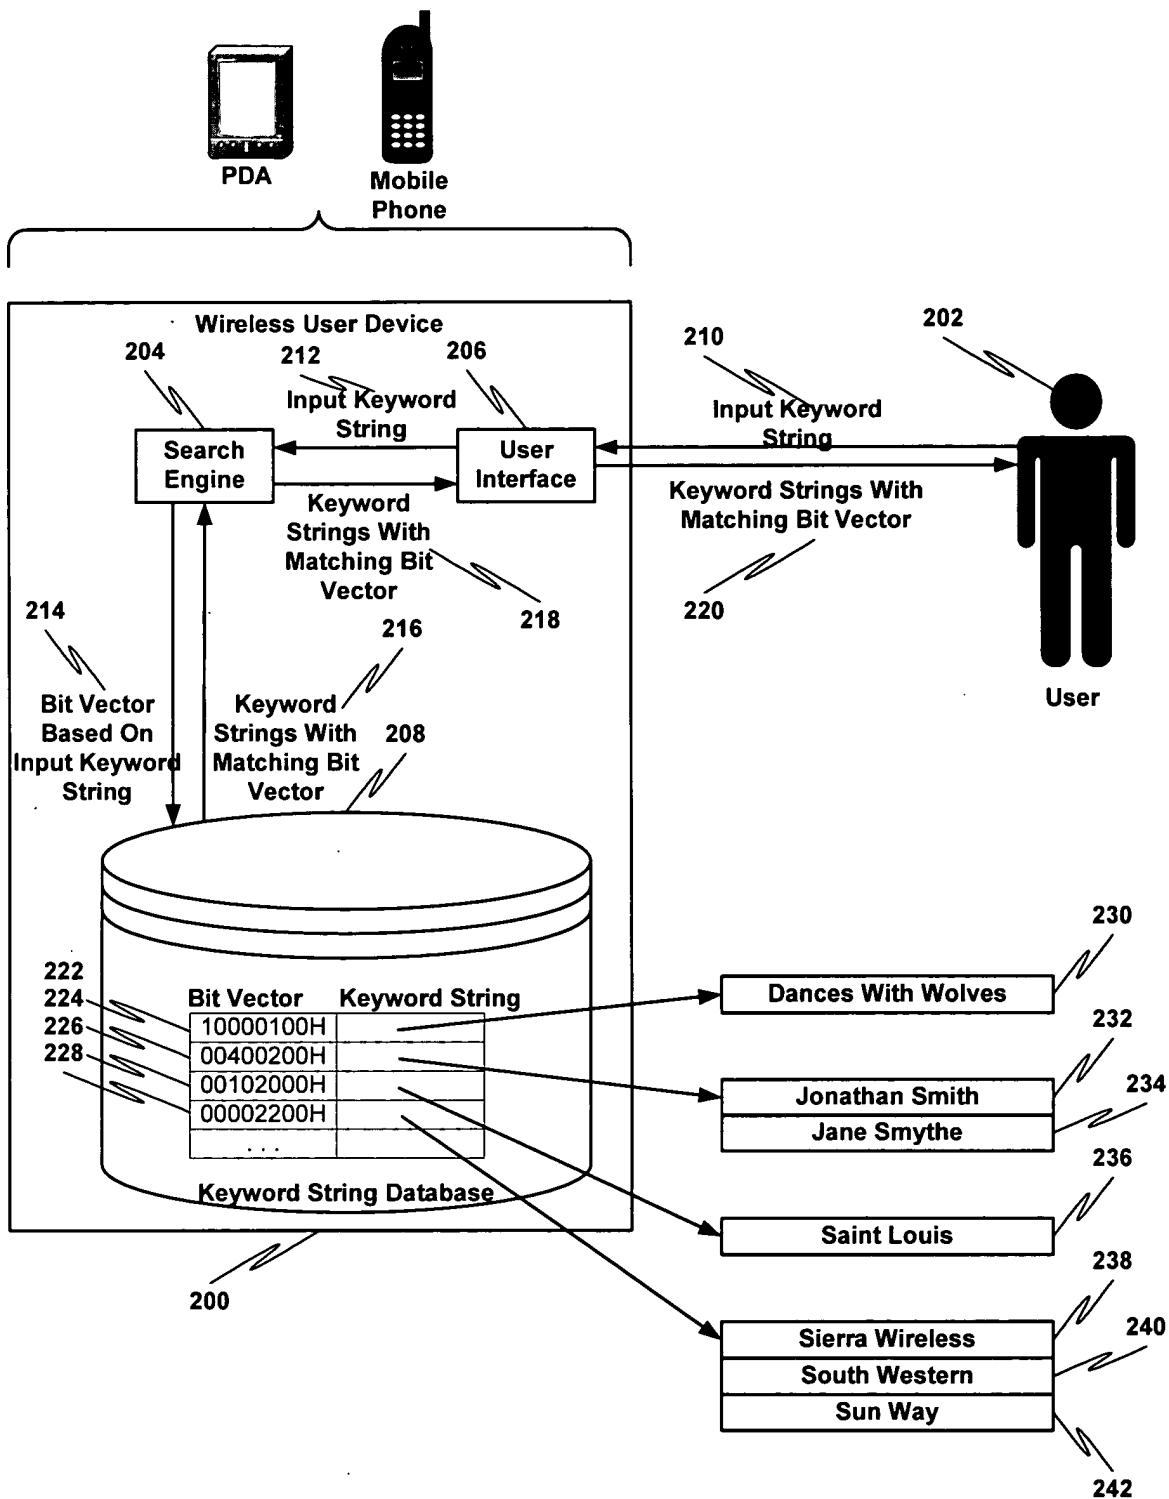 PDA
Mobile
Phone
Wireless User Device
204
212
206
210
202
Input Keyword
String
Input Keyword
String
Search
Engine
User
Interface
Keyword
Strings With
Matching Bit
Vector
Keyword Strings With
Matching Bit Vector
214
216
218
220
User
Bit Vector
Based On
Input Keyword
String
Keyword
Strings With
Matching Bit
Vector
208
222
224
226
228
Bit Vector
Keyword String
10000100H
00400200H
00102000H
00002200H
. . .
Keyword String Database
200
230
Dances With Wolves
232
Jonathan Smith
234
Jane Smythe
236
Saint Louis
238
Sierra Wireless
240
South Western
Sun Way
242